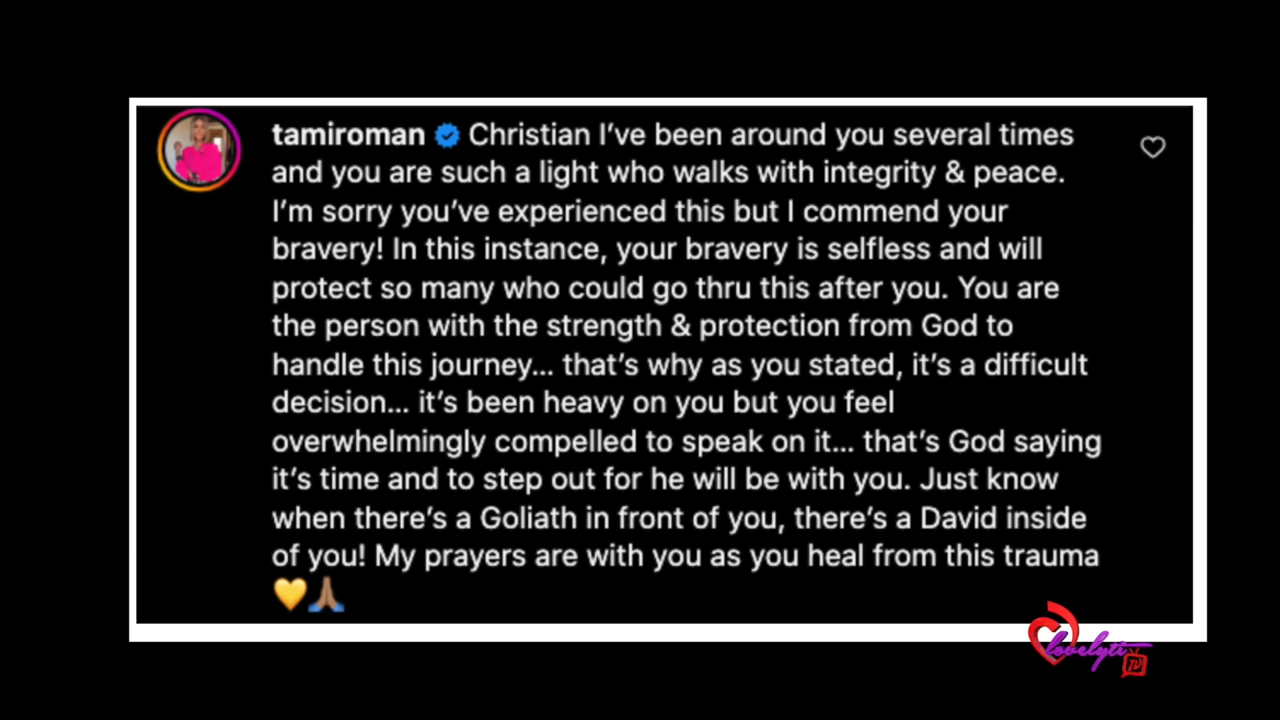 tamiroman Christian I've been around you several times
and you are such a light who walks with integrity & peace.
I'm sorry you've experienced this but I commend your
bravery! In this instance, your bravery is selfless and will
protect so many who could go thru this after you. You are
the person with the strength & protection from God to
handle this journey... that's why as you stated, it's a difficult
decision... it's been heavy on you but you feel
overwhelmingly compelled to speak on it... that's God saying
it's time and to step out for he will be with you. Just know
when there's a Goliath in front of you, there's a David inside
of you! My prayers are with you as you heal from this trauma
💛🙏🏽
lovelyti
TV